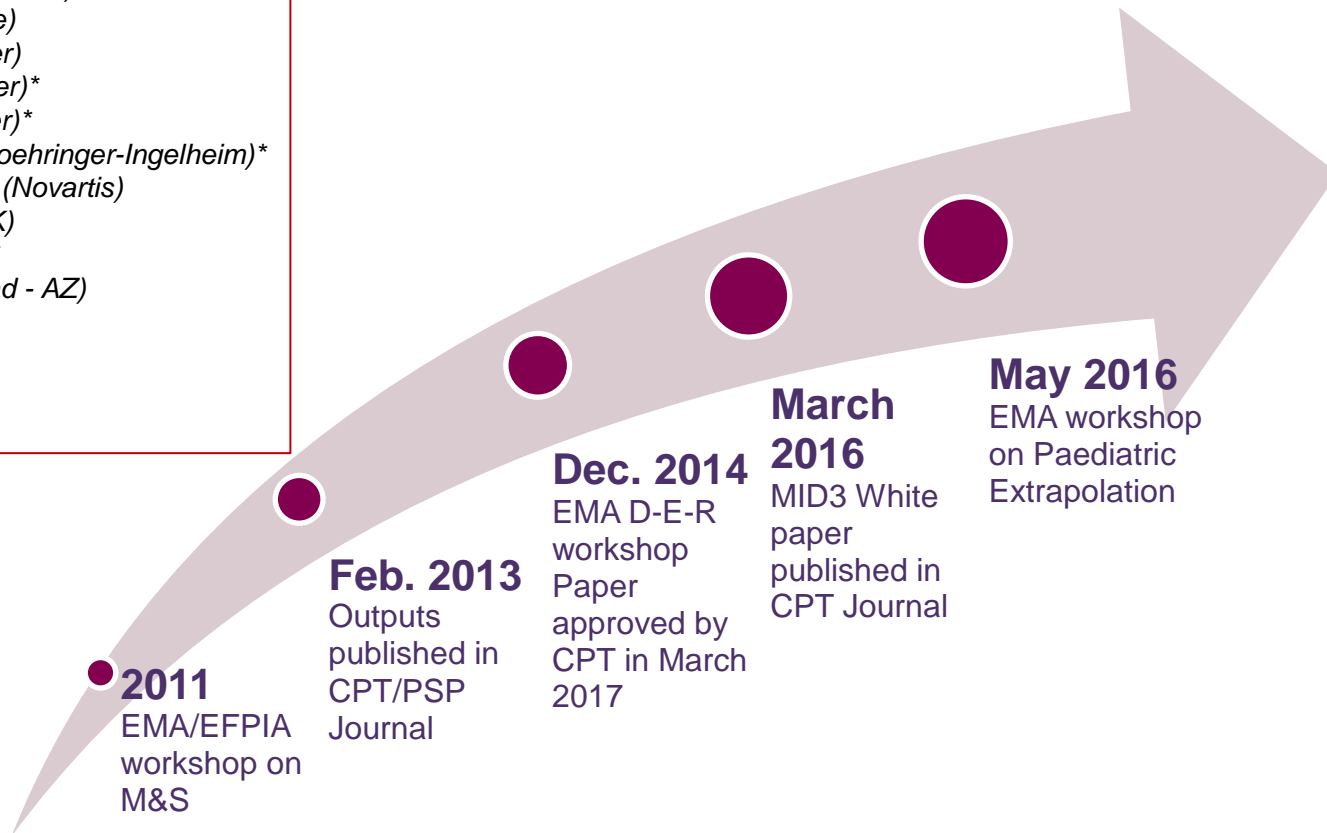 e)
er)
er)*
er)*
oehringer-Ingelheim)*
(Novartis)
K)
nd - AZ)
May 2016
EMA workshop
on Paediatric
Extrapolation
March
2016
MID3 White
paper
published in
CPT Journal
Dec. 2014
EMA D-E-R
workshop
Paper
approved by
CPT in March
2017
Feb. 2013
Outputs
published in
CPT/PSP
Journal
2011
EMA/EFPIA
workshop on
M&S